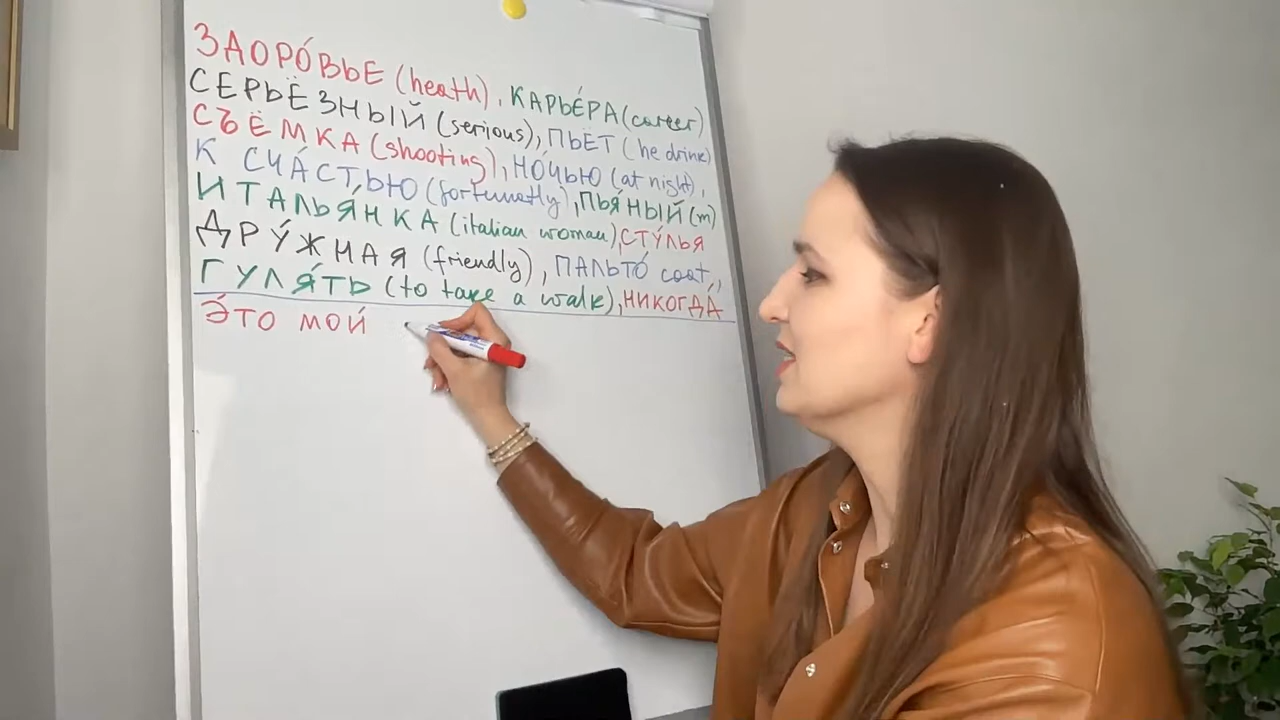 ЗДОРО́ВЬЕ (heath), КАРЬЕ́РА (career)
СЕРЬЁЗНЫЙ (serious), ПЬЁТ (he drink)
СЪЁМКА (shooting), НО́ЧЬЮ (at night),
К СЧА́СТЬЮ (fortunatly), ПЬЯ́НЫЙ (m)
ИТАЛЬЯ́НКА (italian woman), СТУ́ЛЬЯ
ДРУ́ЖНАЯ (friendly), ПАЛЬТО́ coat,
ГУЛЯ́ТЬ (to take a walk), НИКОГДА́
Э́ТО МОЙ